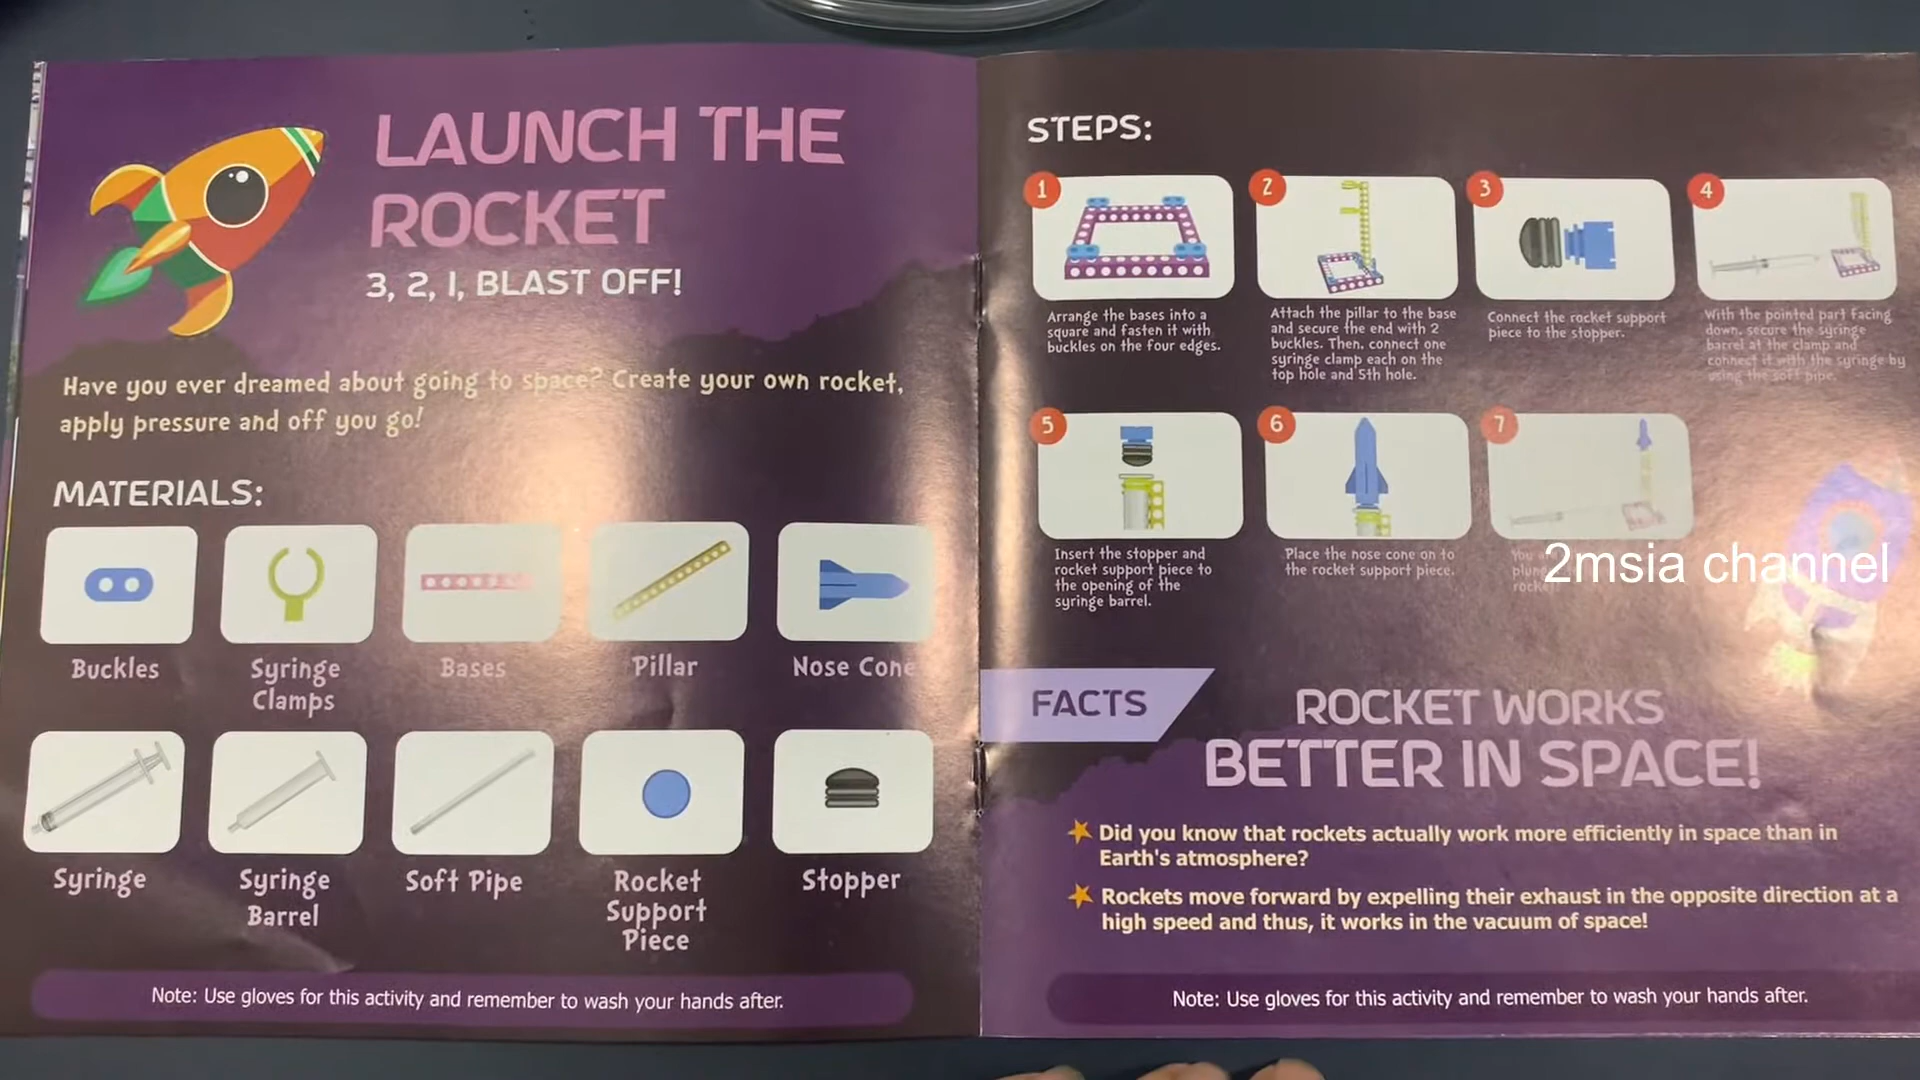 LAUNCH THE
ROCKET
3, 2, 1, BLAST OFF!
Have you ever dreamed about going to space? Create your own rocket,
apply pressure and off you go!
MATERIALS:
Buckles
Syringe
Clamps
Bases
Pillar
Nose Cone
Syringe
Syringe
Barrel
Soft Pipe
Rocket
Support
Piece
Stopper
Note: Use gloves for this activity and remember to wash your hands after.
STEPS:
1
Arrange the bases into a
square and fasten it with
buckles on the four edges.
2
Attach the pillar to the base
and secure the end with 2
buckles. Then, connect one
syringe clamp each on the
top hole and 5th hole.
3
Connect the rocket support
piece to the stopper.
4
With the pointed part facing
down, secure the syringe
barrel at the clamp and
connect it with the syringe by
using the soft pipe.
5
Insert the stopper and
rocket support piece to
the opening of the
syringe barrel.
6
Place the nose cone on to
the rocket support piece.
7
2msia channel
FACTS
ROCKET WORKS
BETTER IN SPACE!
Did you know that rockets actually work more efficiently in space than in
Earth's atmosphere?
Rockets move forward by expelling their exhaust in the opposite direction at a
high speed and thus, it works in the vacuum of space!
Note: Use gloves for this activity and remember to wash your hands after.